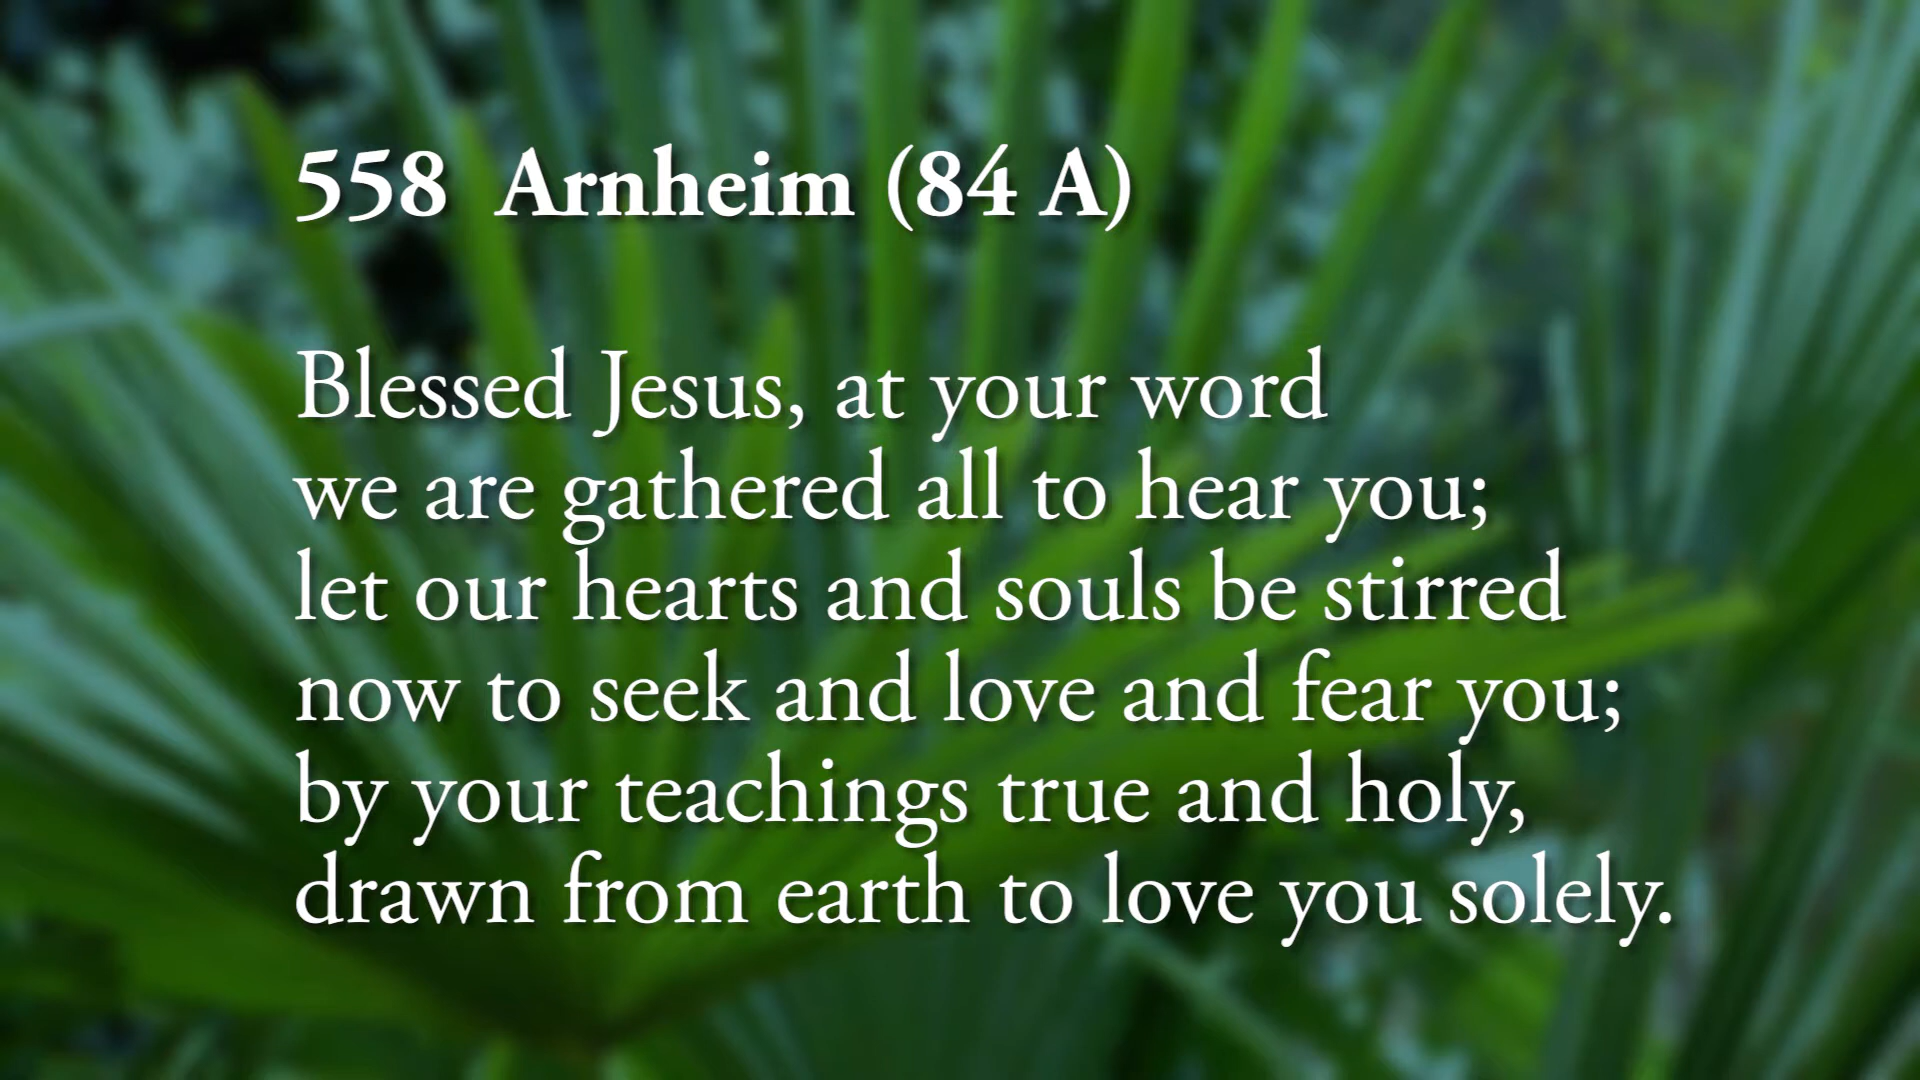 558 Arnheim (84 A)
Blessed Jesus, at your word
we are gathered all to hear you;
let our hearts and souls be stirred
now to seek and love and fear you;
by your teachings true and holy,
drawn from earth to love you solely.